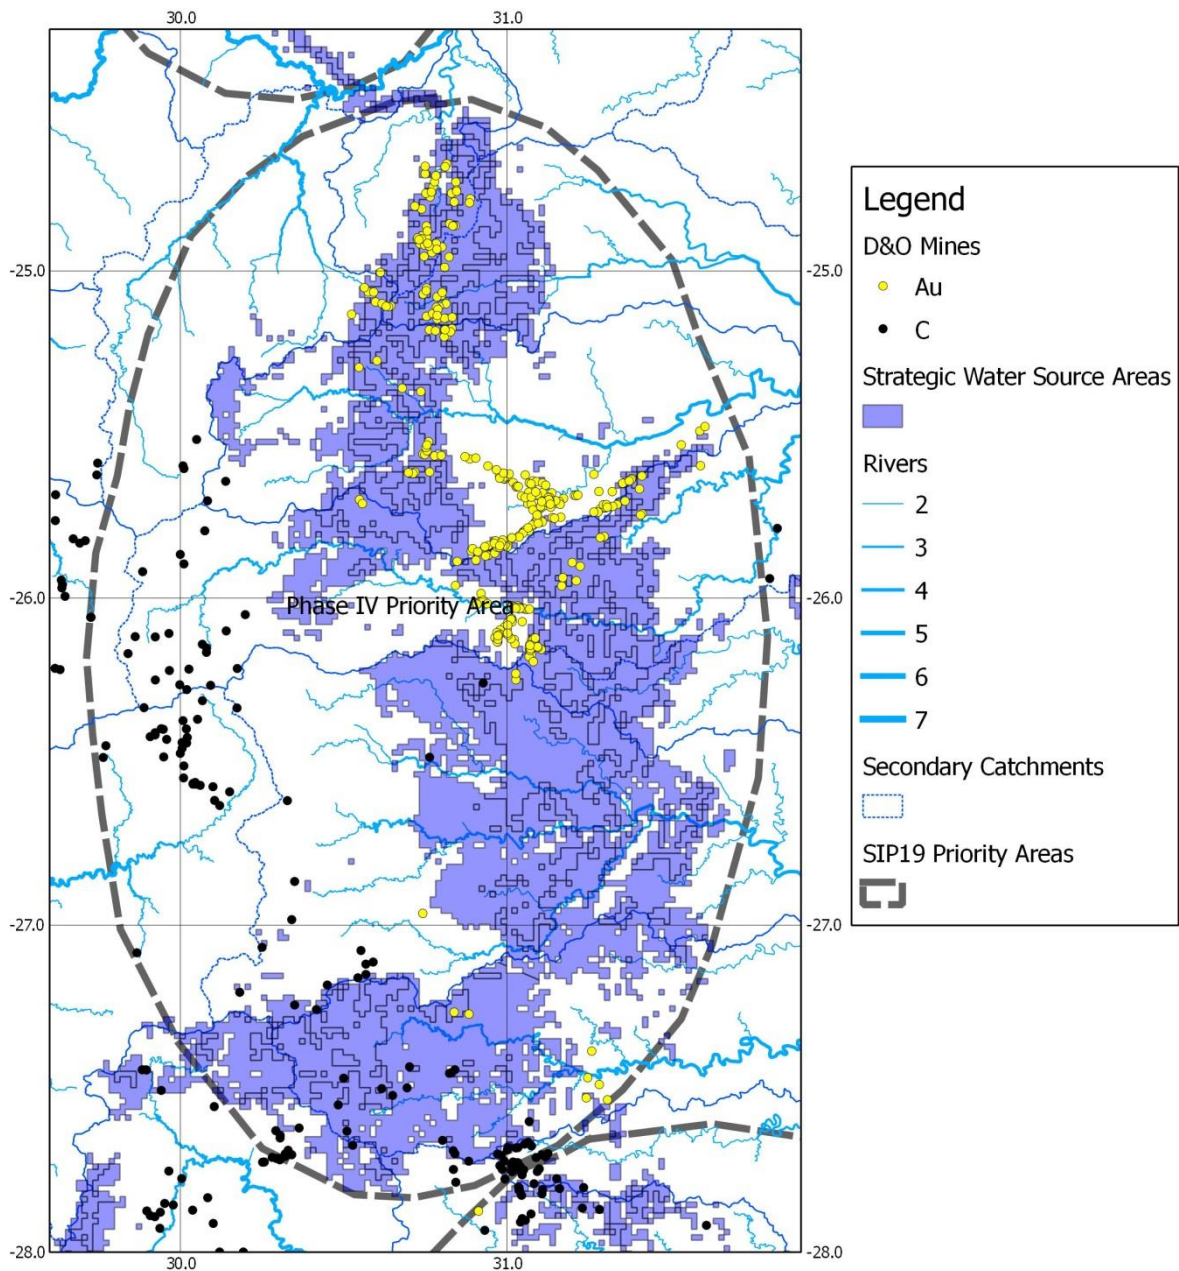 30.0 31.0
-25.0 -25.0
-26.0 -26.0
Phase IV Priority Area
-27.0 -27.0
-28.0 -28.0
30.0 31.0
Legend
D&O Mines
Au
C
Strategic Water Source Areas
Rivers
2
3
4
5
6
7
Secondary Catchments
SIP19 Priority Areas